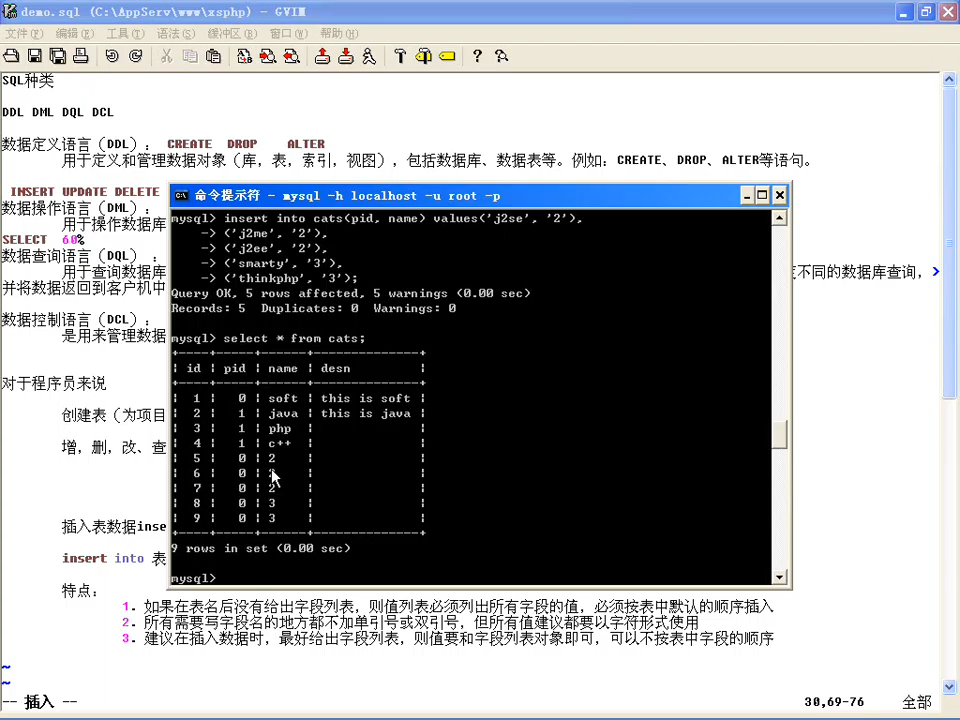 demo.sql (C:\AppServ\www\xsphp) - GVIM
文件(F) 编辑(E) 工具(T) 语法(S) 缓冲区(B) 窗口(W) 帮助(H)
SQL种类
DDL DML DQL DCL
数据定义语言(DDL): CREATE DROP ALTER
用于定义和管理数据对象(库，表，索引，视图)，包括数据库、数据表等。例如：CREATE、DROP、ALTER等语句。
INSERT UPDATE DELETE
数据操作语言(DML):
用于操作数据库
SELECT 60%
数据查询语言(DQL):
用于查询数据库
度不同的数据库查询，
并将数据返回到客户机中
数据控制语言(DCL):
是用来管理数据
对于程序员来说
创建表（为项目
增，删，改、查
插入表数据inse
insert into 表
特点：
1. 如果在表名后没有给出字段列表，则值列表必须列出所有字段的值，必须按表中默认的顺序插入
2. 所有需要写字段名的地方都不加单引号或双引号，但所有值建议都要以字符形式使用
3. 建议在插入数据时，最好给出字段列表，则值要和字段列表对象即可，可以不按表中字段的顺序
~
~
-- 插入 --
30,69-76 全部
命令提示符 - mysql -h localhost -u root -p
mysql> insert into cats(pid, name) values('j2se', '2'),
-> ('j2me', '2'),
-> ('j2ee', '2'),
-> ('smarty', '3'),
-> ('thinkphp', '3');
Query OK, 5 rows affected, 5 warnings (0.00 sec)
Records: 5 Duplicates: 0 Warnings: 0
mysql> select * from cats;
+----+-----+------+--------------+
| id | pid | name | desn |
+----+-----+------+--------------+
| 1 | 0 | soft | this is soft |
| 2 | 1 | java | this is java |
| 3 | 1 | php | |
| 4 | 1 | c++ | |
| 5 | 0 | 2 | |
| 6 | 0 | 2 | |
| 7 | 0 | 2 | |
| 8 | 0 | 3 | |
| 9 | 0 | 3 | |
+----+-----+------+--------------+
9 rows in set (0.00 sec)
mysql>